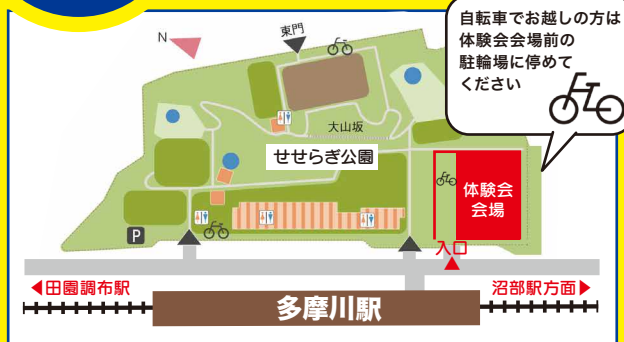 自転車でお越しの方は
体験会会場前の
駐輪場に停めて
ください
N
東門
大山坂
せせらぎ公園
体験会
会場
P
入口
◀田園調布駅
沼部駅方面▶
多摩川駅